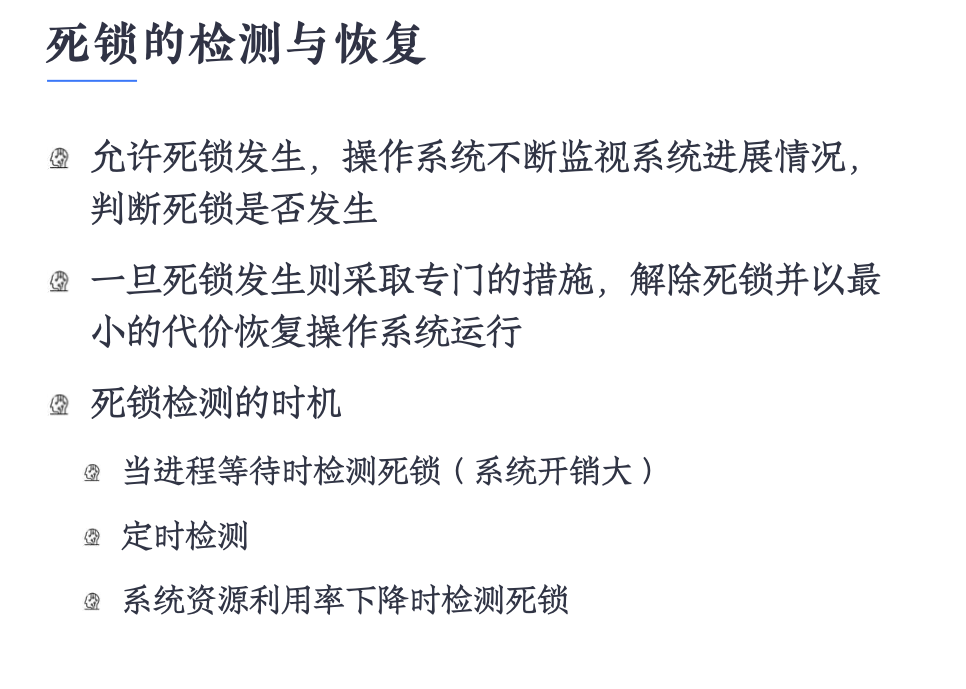 死锁的检测与恢复
允许死锁发生，操作系统不断监视系统进展情况，
判断死锁是否发生
一旦死锁发生则采取专门的措施，解除死锁并以最
小的代价恢复操作系统运行
死锁检测的时机
当进程等待时检测死锁（系统开销大）
定时检测
系统资源利用率下降时检测死锁